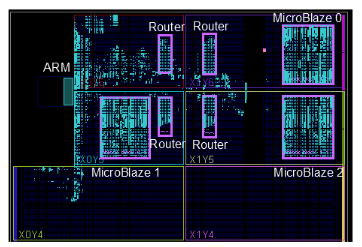 MicroBlaze 0
Router
Router
ARM
Router
Router
X0Y5
X1Y5
MicroBlaze 1
MicroBlaze 2
X0Y4
X1Y4